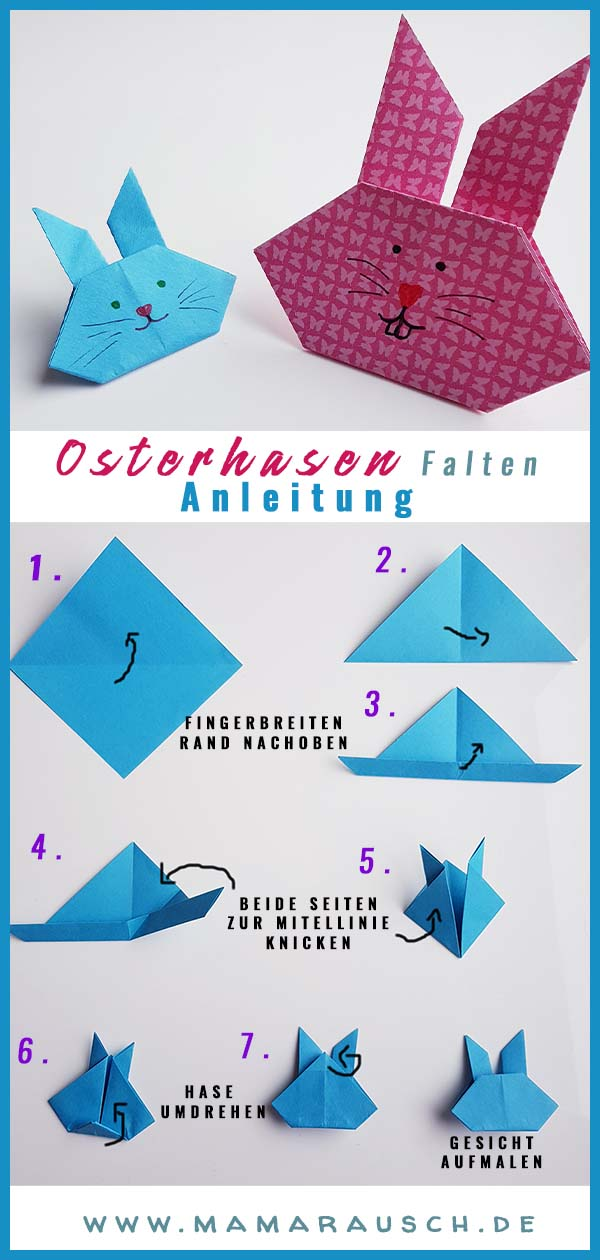 Osterhasen Falten
Anleitung
1.
2.
FINGERBREITEN
RAND NACHOBEN
3.
4.
5.
BEIDE SEITEN
ZUR MITELLINIE
KNICKEN
6.
7.
HASE
UMDREHEN
GESICHT
AUFMALEN
WWW.MAMARAUSCH.DE